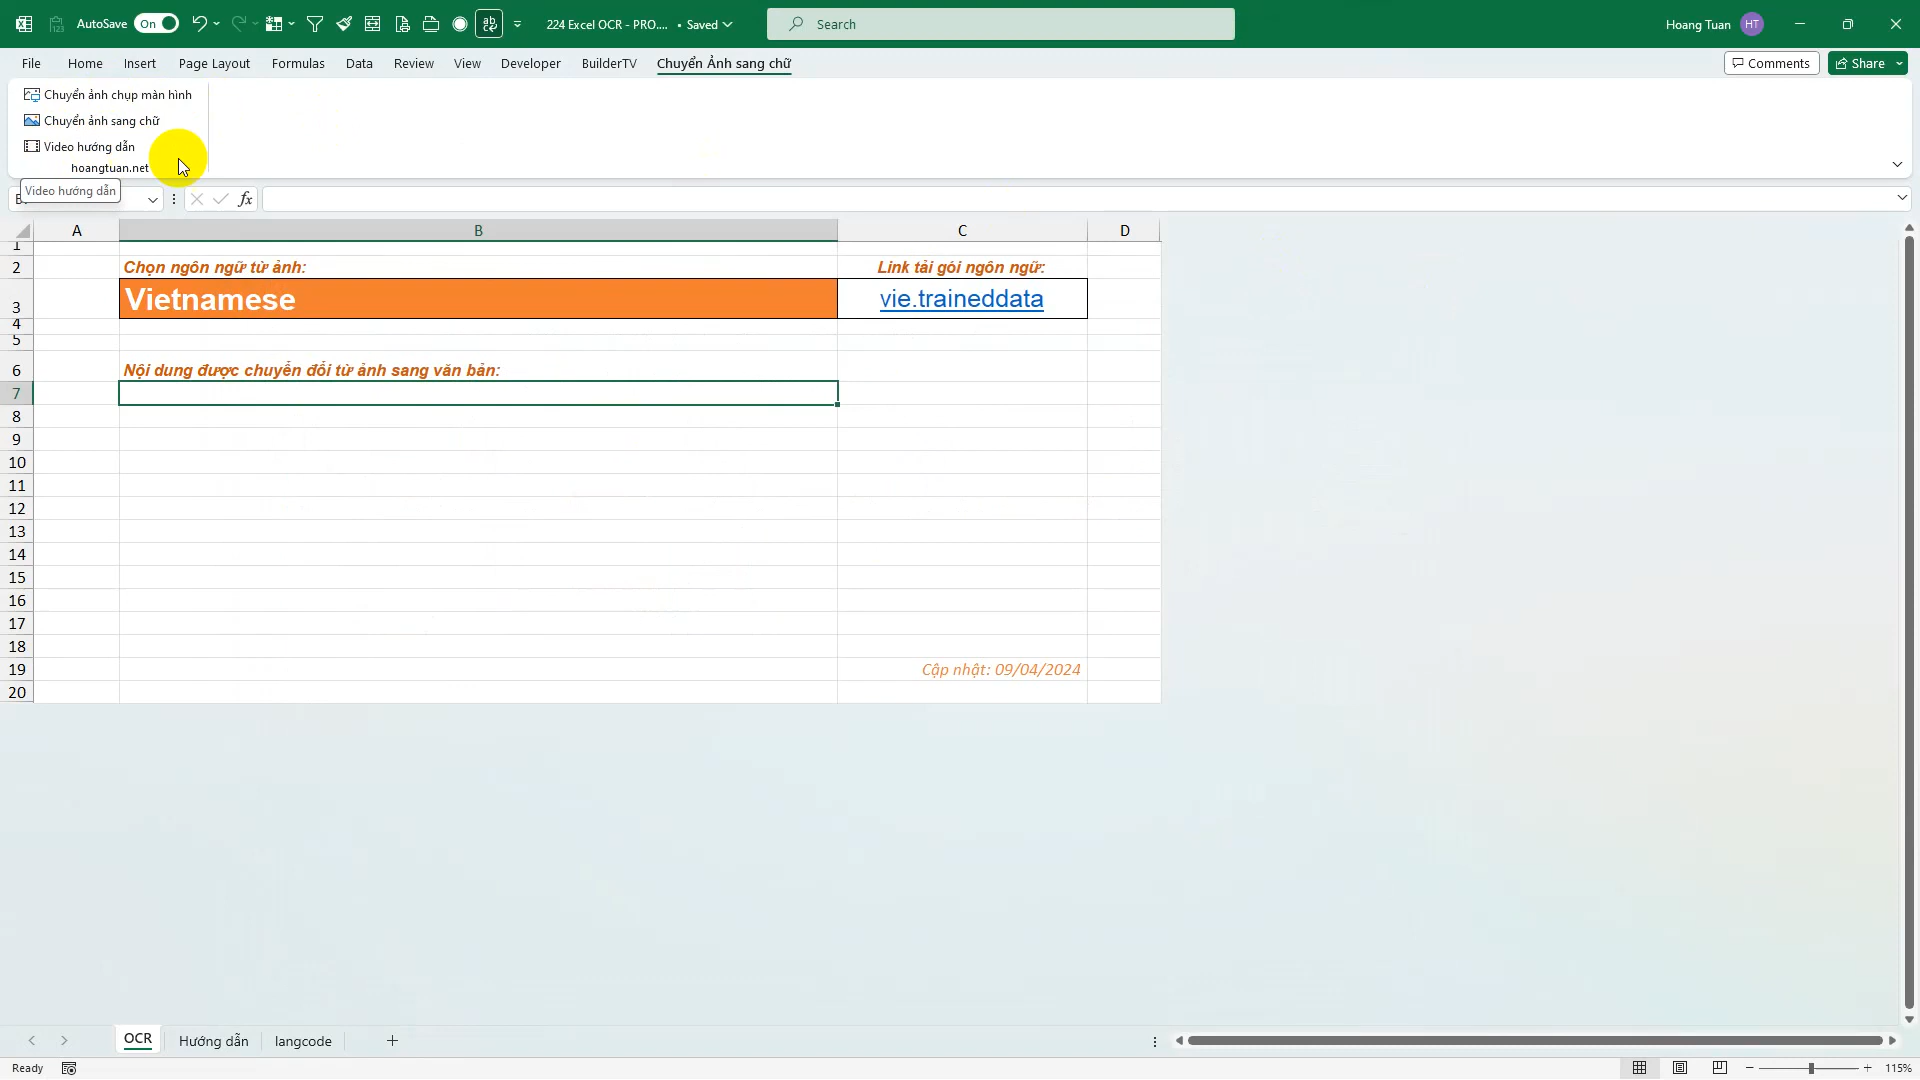 AutoSave On 224 Excel OCR - PRO.... • Saved Search Hoang Tuan HT
File Home Insert Page Layout Formulas Data Review View Developer BuilderTV Chuyển Ảnh sang chữ Comments Share
Chuyển ảnh chụp màn hình
Chuyển ảnh sang chữ
Video hướng dẫn
hoangtuan.net
Video hướng dẫn
fx
A B C D
1
2 Chọn ngôn ngữ từ ảnh: Link tải gói ngôn ngữ:
3 Vietnamese vie.traineddata
4
5
6 Nội dung được chuyển đổi từ ảnh sang văn bản:
7
8
9
10
11
12
13
14
15
16
17
18
19 Cập nhật: 09/04/2024
20
OCR Hướng dẫn langcode
Ready 115%